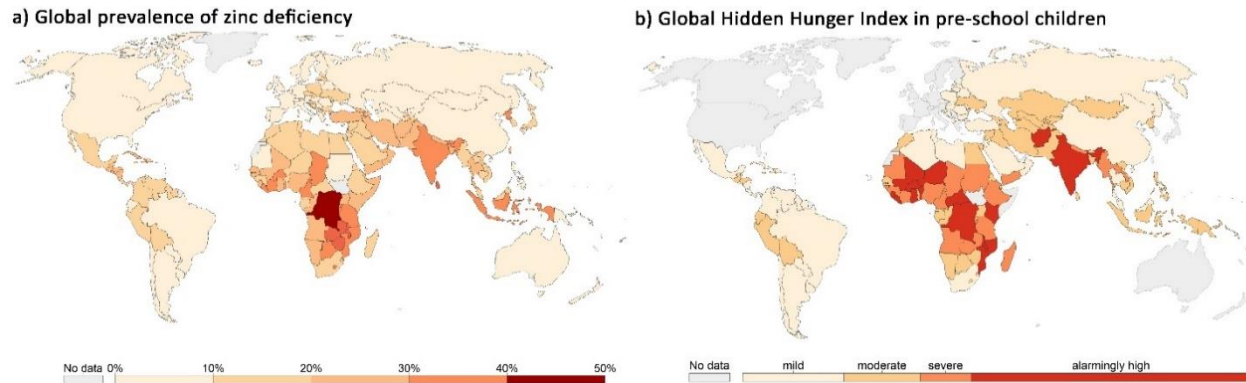 a) Global prevalence of zinc deficiency
b) Global Hidden Hunger Index in pre-school children
No data 0% 10% 20% 30% 40% 50%
No data mild moderate severe alarmingly high